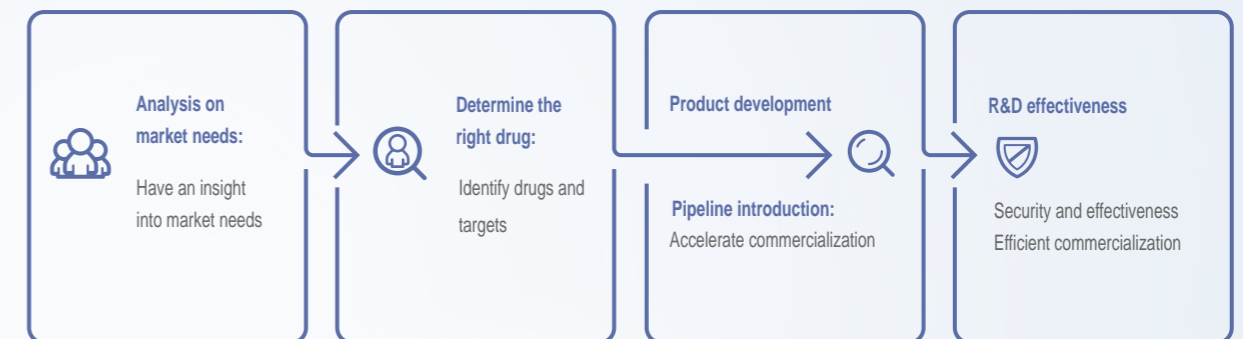 Analysis on
market needs:
Have an insight
into market needs
Determine the
right drug:
Identify drugs and
targets
Product development
Pipeline introduction:
Accelerate commercialization
R&D effectiveness
Security and effectiveness
Efficient commercialization